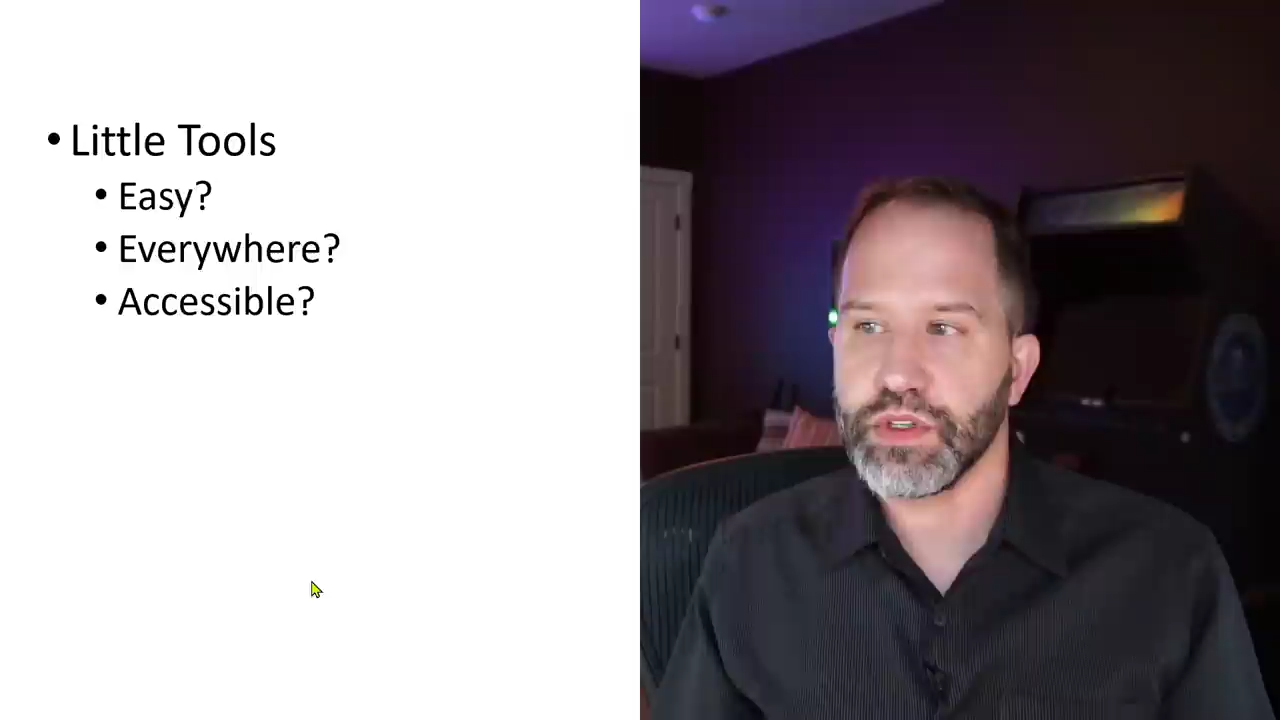 • Little Tools
• Easy?
• Everywhere?
• Accessible?